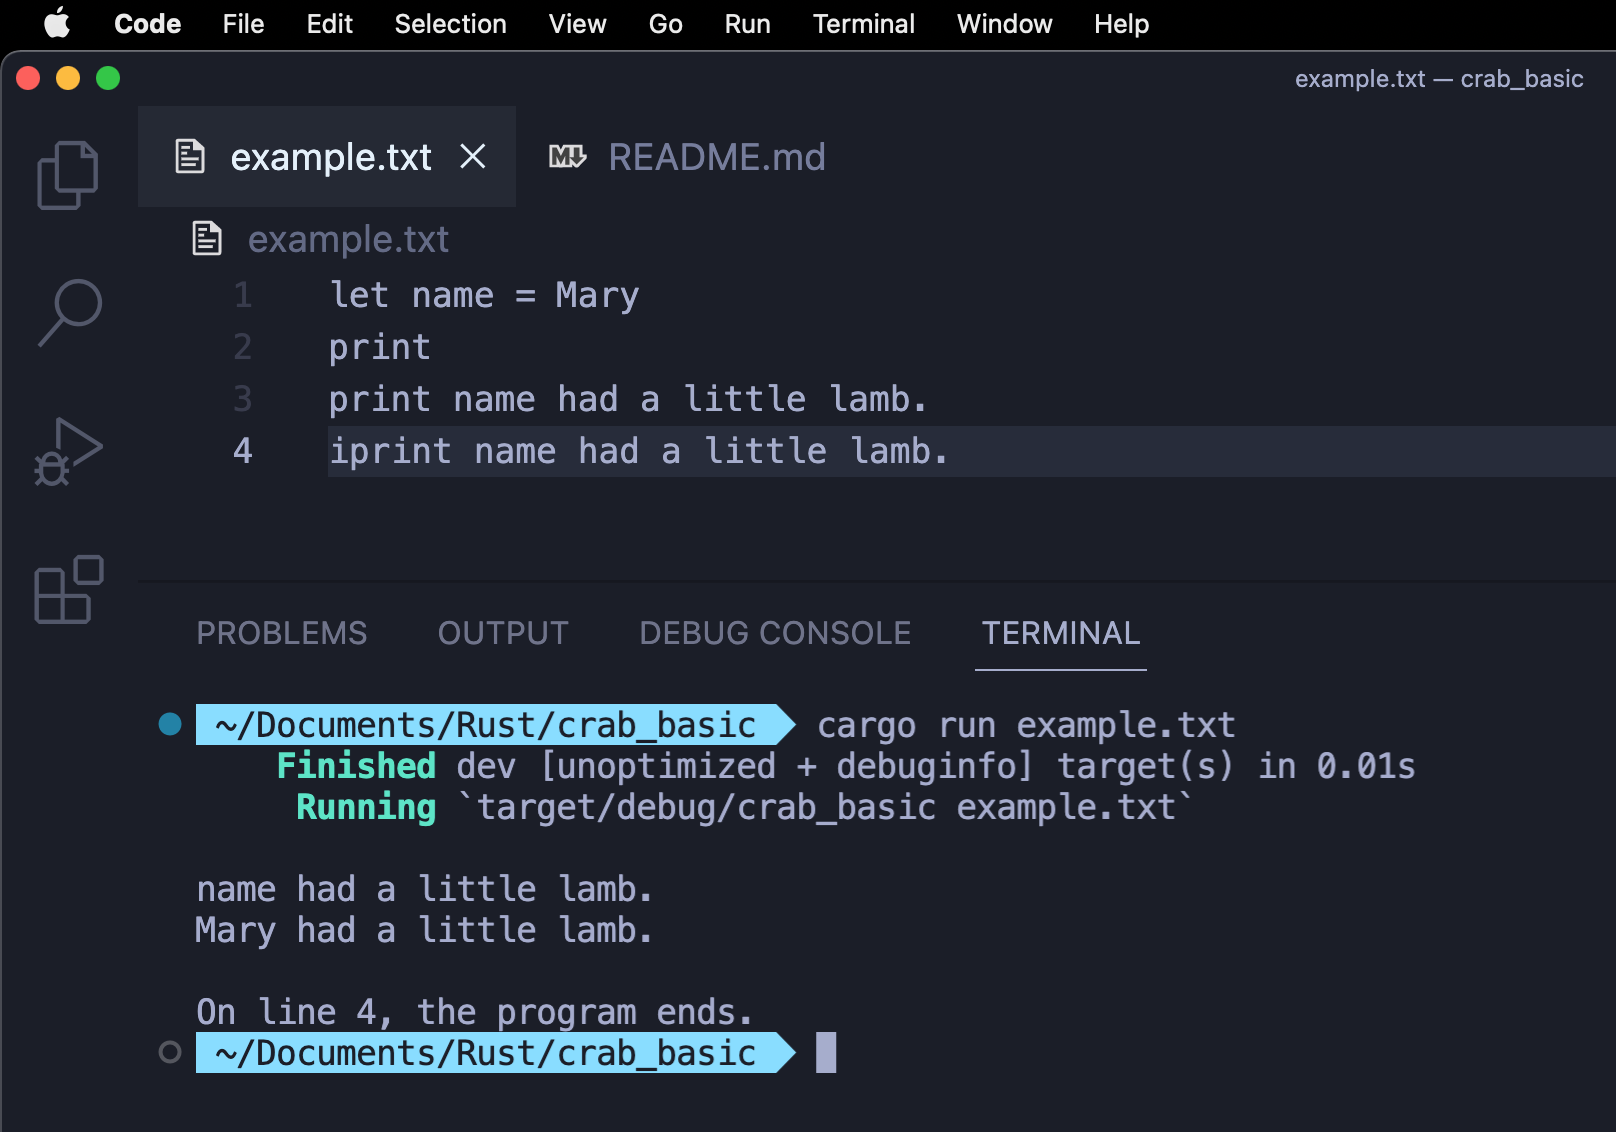 Code File Edit Selection View Go Run Terminal Window Help
example.txt — crab_basic
example.txt README.md
example.txt
1 let name = Mary
2 print
3 print name had a little lamb.
4 iprint name had a little lamb.
PROBLEMS OUTPUT DEBUG CONSOLE TERMINAL
~/Documents/Rust/crab_basic cargo run example.txt
Finished dev [unoptimized + debuginfo] target(s) in 0.01s
Running `target/debug/crab_basic example.txt`
name had a little lamb.
Mary had a little lamb.
On line 4, the program ends.
~/Documents/Rust/crab_basic